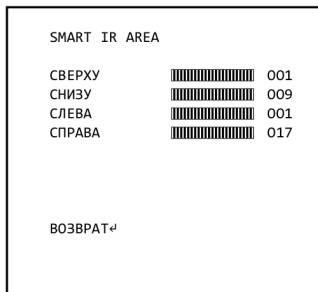 SMART IR AREA
СВЕРХУ 001
СНИЗУ 009
СЛЕВА 001
СПРАВА 017
ВОЗВРАТ↵